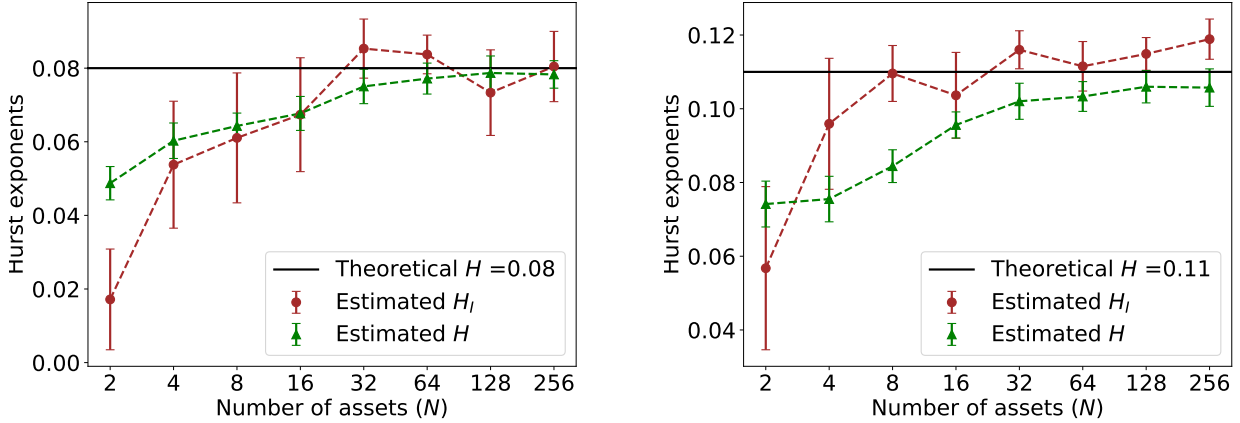 Hurst exponents
0.08
0.06
0.04
0.02
0.00
Theoretical H =0.08
Estimated H_I
Estimated H
2 4 8 16 32 64 128 256
Number of assets (N)
Hurst exponents
0.12
0.10
0.08
0.06
0.04
Theoretical H =0.11
Estimated H_I
Estimated H
2 4 8 16 32 64 128 256
Number of assets (N)